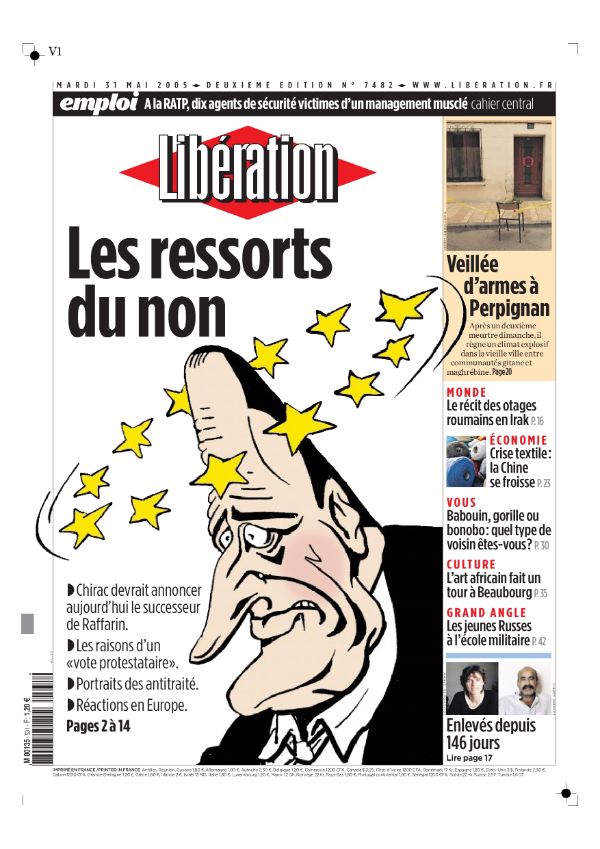 V1
MARDI 31 MAI 2005 DEUXIEME EDITION N° 7482 WWW.LIBERATION.FR
emploi A la RATP, dix agents de sécurité victimes d'un management musclé cahier central
Libération
Les ressorts
du non
Chirac devrait annoncer
aujourd'hui le successeur
de Raffarin.
Les raisons d'un
«vote protestataire».
Portraits des antitraité.
Réactions en Europe.
Pages 2 à 14
Veillée
d'armes à
Perpignan
Après un deuxième
meurtre dimanche, il
règne un climat explosif
dans la vieille ville entre
communautés gitane et
maghrébine. Page 20
MONDE
Le récit des otages
roumains en Irak P. 16
ÉCONOMIE
Crise textile :
la Chine
se froisse P. 23
VOUS
Babouin, gorille ou
bonobo : quel type de
voisin êtes-vous? P. 30
CULTURE
L'art africain fait un
tour à Beaubourg P. 35
GRAND ANGLE
Les jeunes Russes
à l'école militaire P. 42
Enlevés depuis
146 jours
Lire page 17
M 00135 - 531 - F: 1,20 €
IMPRIMÉ EN FRANCE / PRINTED IN FRANCE